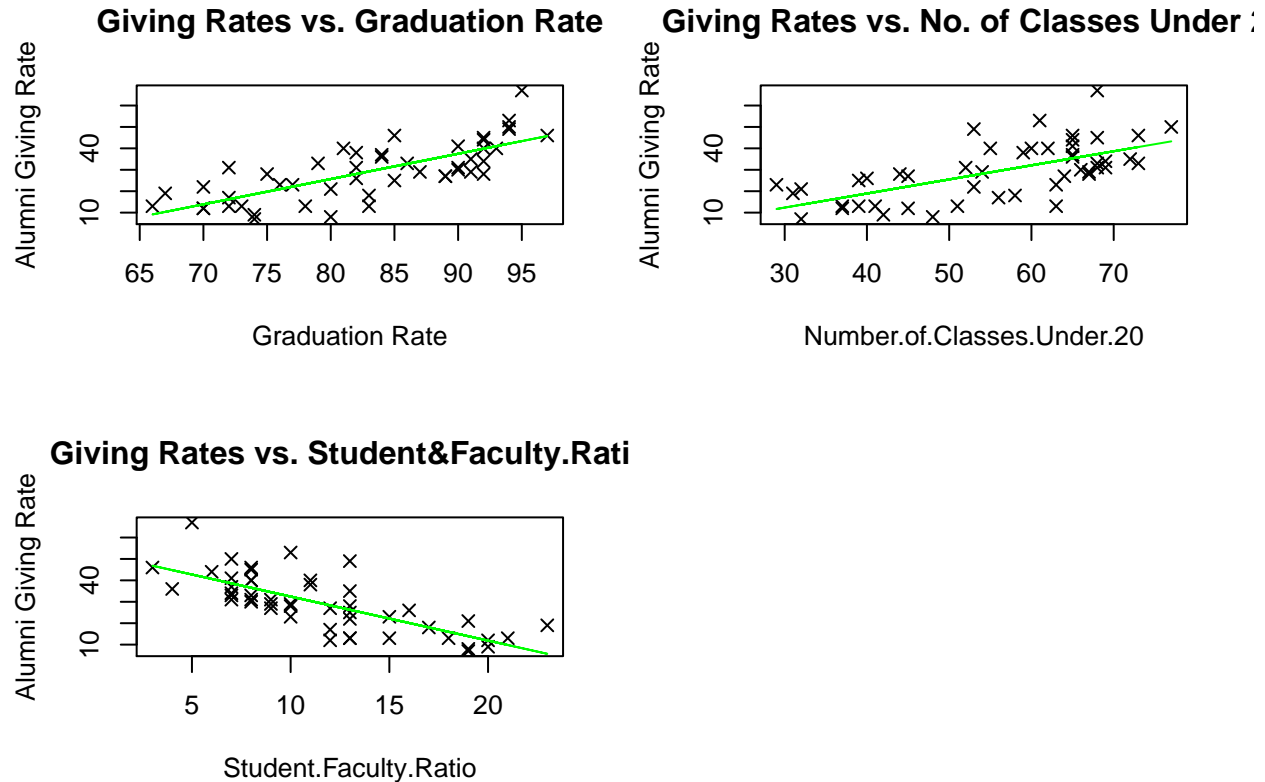 Giving Rates vs. Graduation Rate
Alumni Giving Rate
40
10
65 70 75 80 85 90 95
Graduation Rate
Giving Rates vs. No. of Classes Under
Alumni Giving Rate
40
10
30 40 50 60 70
Number.of.Classes.Under.20
Giving Rates vs. Student&Faculty.Rati
Alumni Giving Rate
40
10
5 10 15 20
Student.Faculty.Ratio